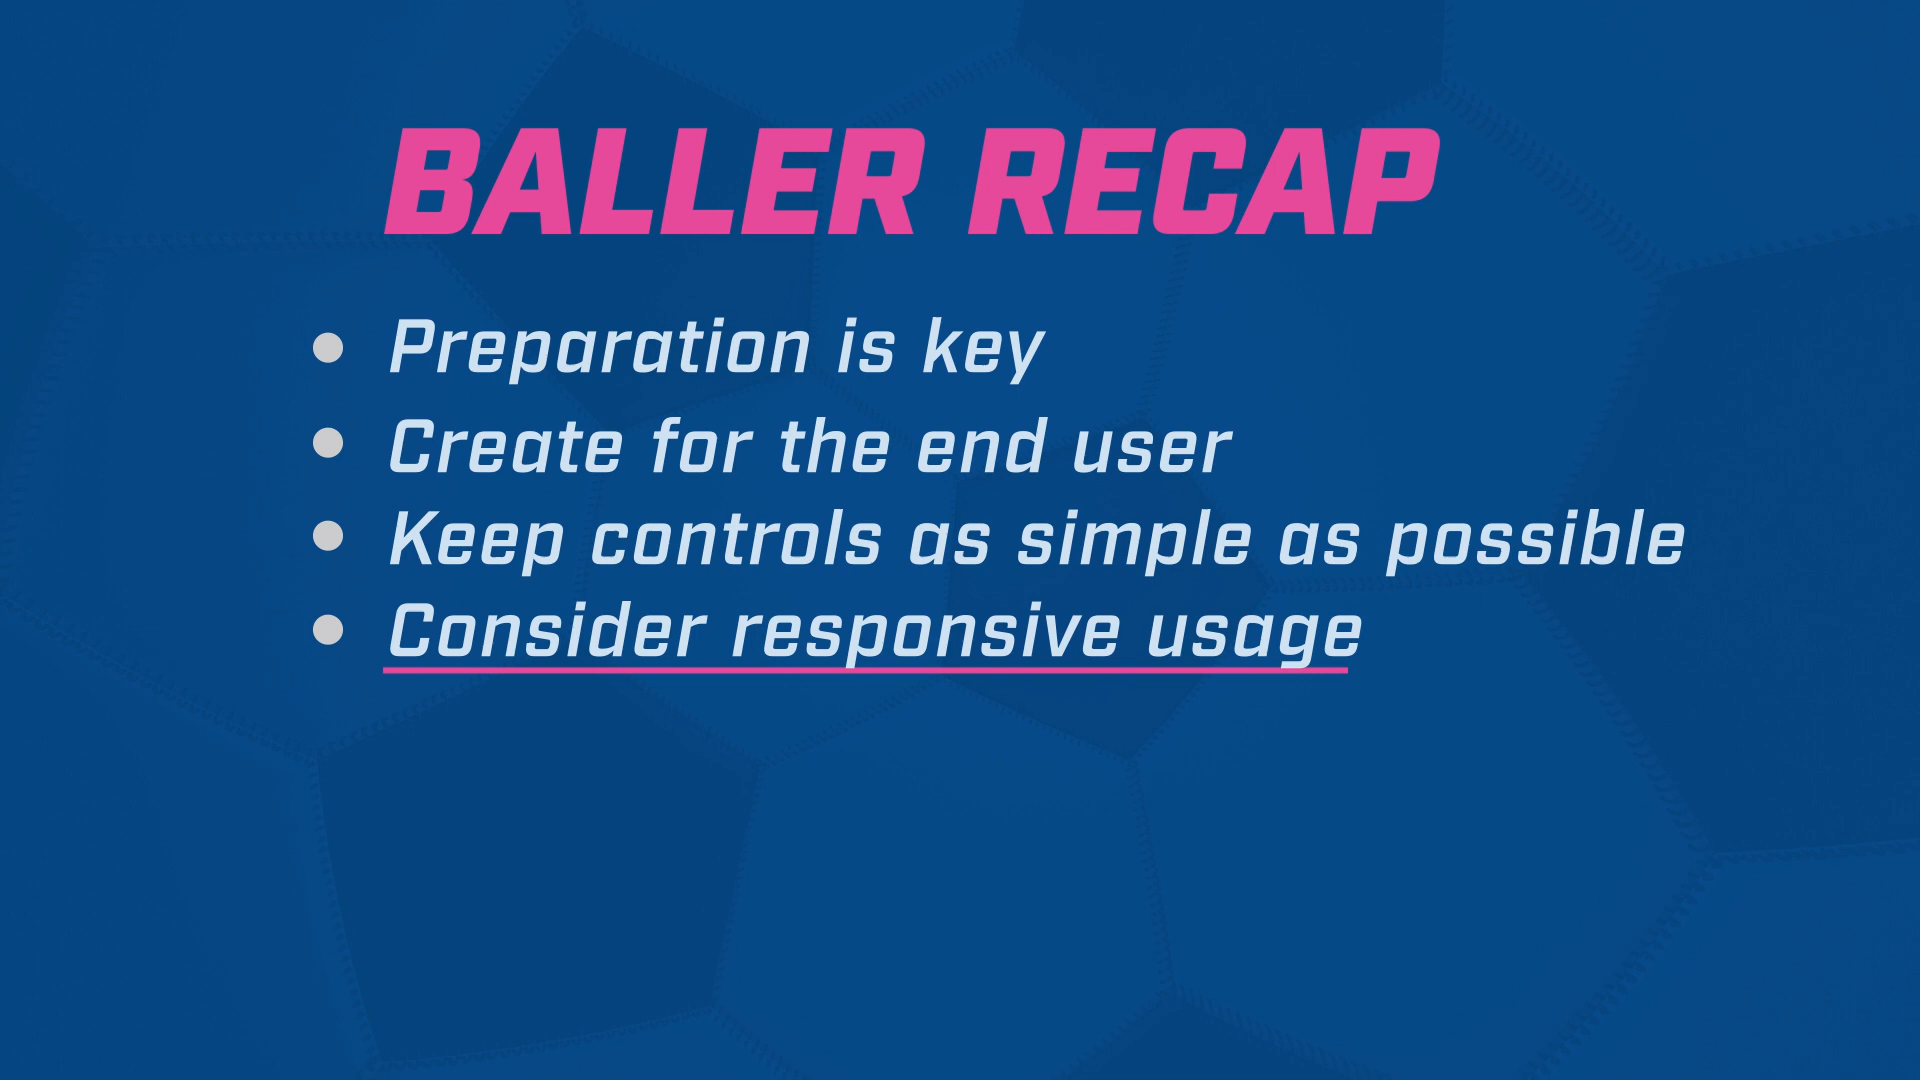 BALLER RECAP
Preparation is key
Create for the end user
Keep controls as simple as possible
Consider responsive usage